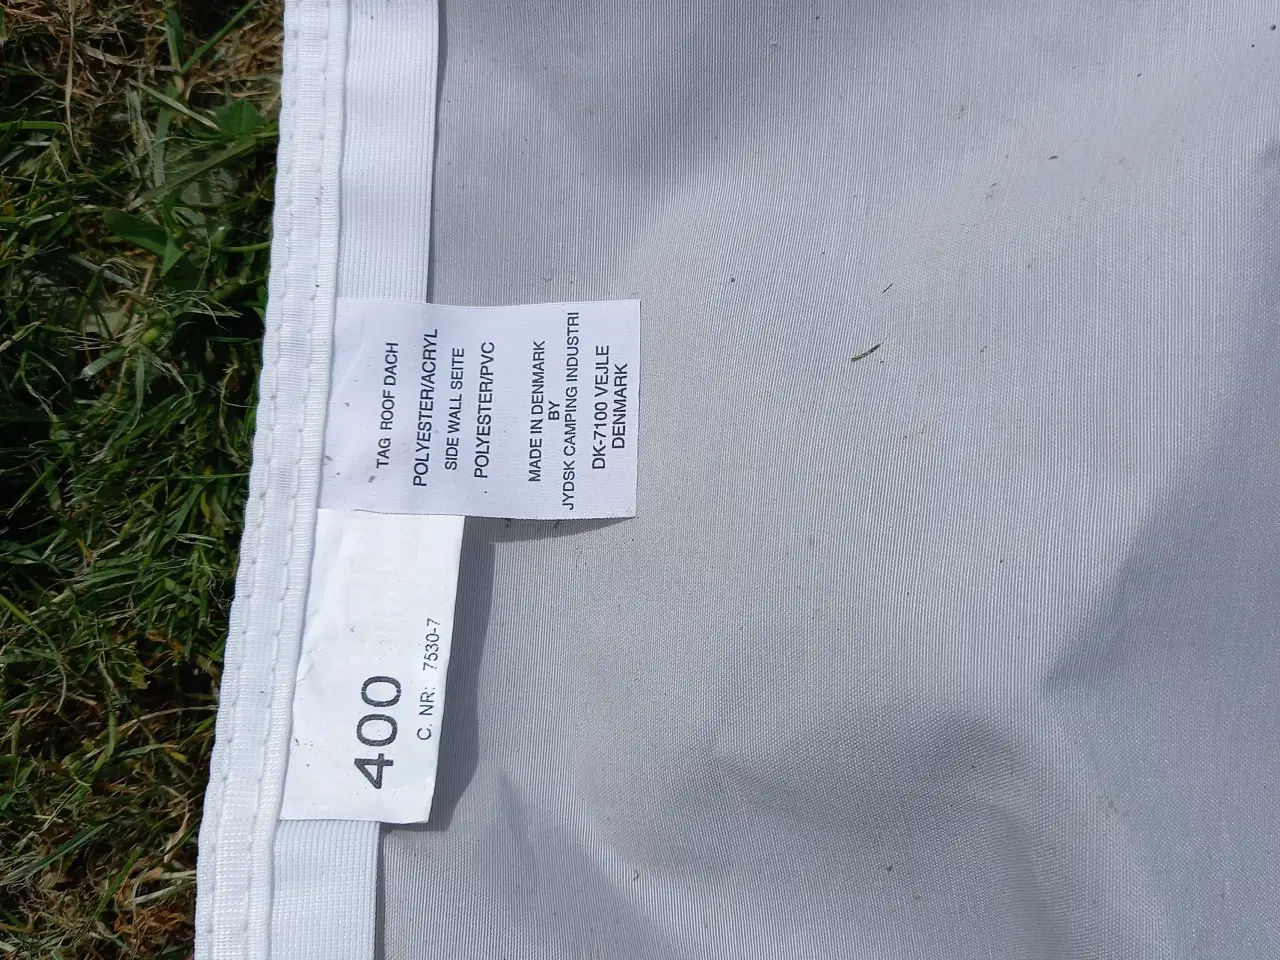 TAG ROOF DACH
POLYESTER/ACRYL
SIDE WALL SEITE
POLYESTER/PVC
MADE IN DENMARK
BY
JYDSK CAMPING INDUSTRI
DK-7100 VEJLE
DENMARK
400
C. NR: 7530-7